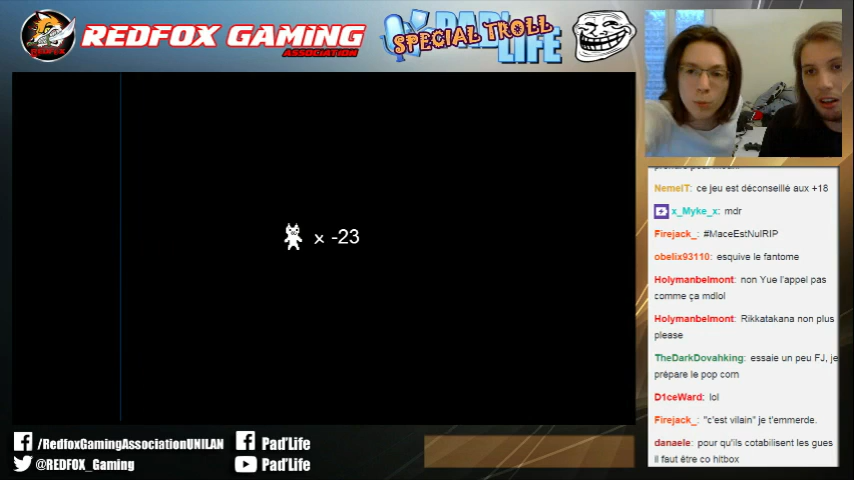 REDFOX
REDFOX GAMING
ASSOCIATION
PAD'LIFE
SPECIAL TROLL
x -23
NemeIT: ce jeu est déconseillé aux +18
x_Myke_x: mdr
Firejack_: #MaceEstNulRIP
obelix93110: esquive le fantome
Holymanbelmont: non Yue l'appel pas
comme ça mdlol
Holymanbelmont: Rikkatakana non plus
please
TheDarkDovahking: essaie un peu FJ, je
prépare le pop corn
D1ceWard: lol
Firejack_: "c'est vilain" je t'emmerde.
danaele: pour qu'ils cotabilisent les gues
il faut être co hitbox
/RedfoxGamingAssociationUNILAN
Pad'Life
@REDFOX_Gaming
Pad'Life